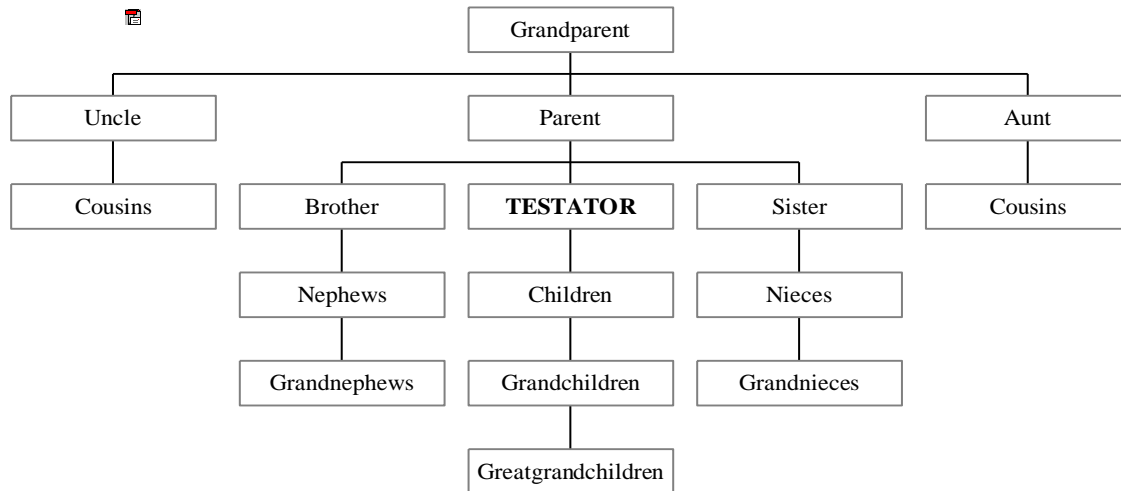 Grandparent
Uncle
Parent
Aunt
Cousins
Brother
TESTATOR
Sister
Cousins
Nephews
Children
Nieces
Grandnephews
Grandchildren
Grandnieces
Greatgrandchildren